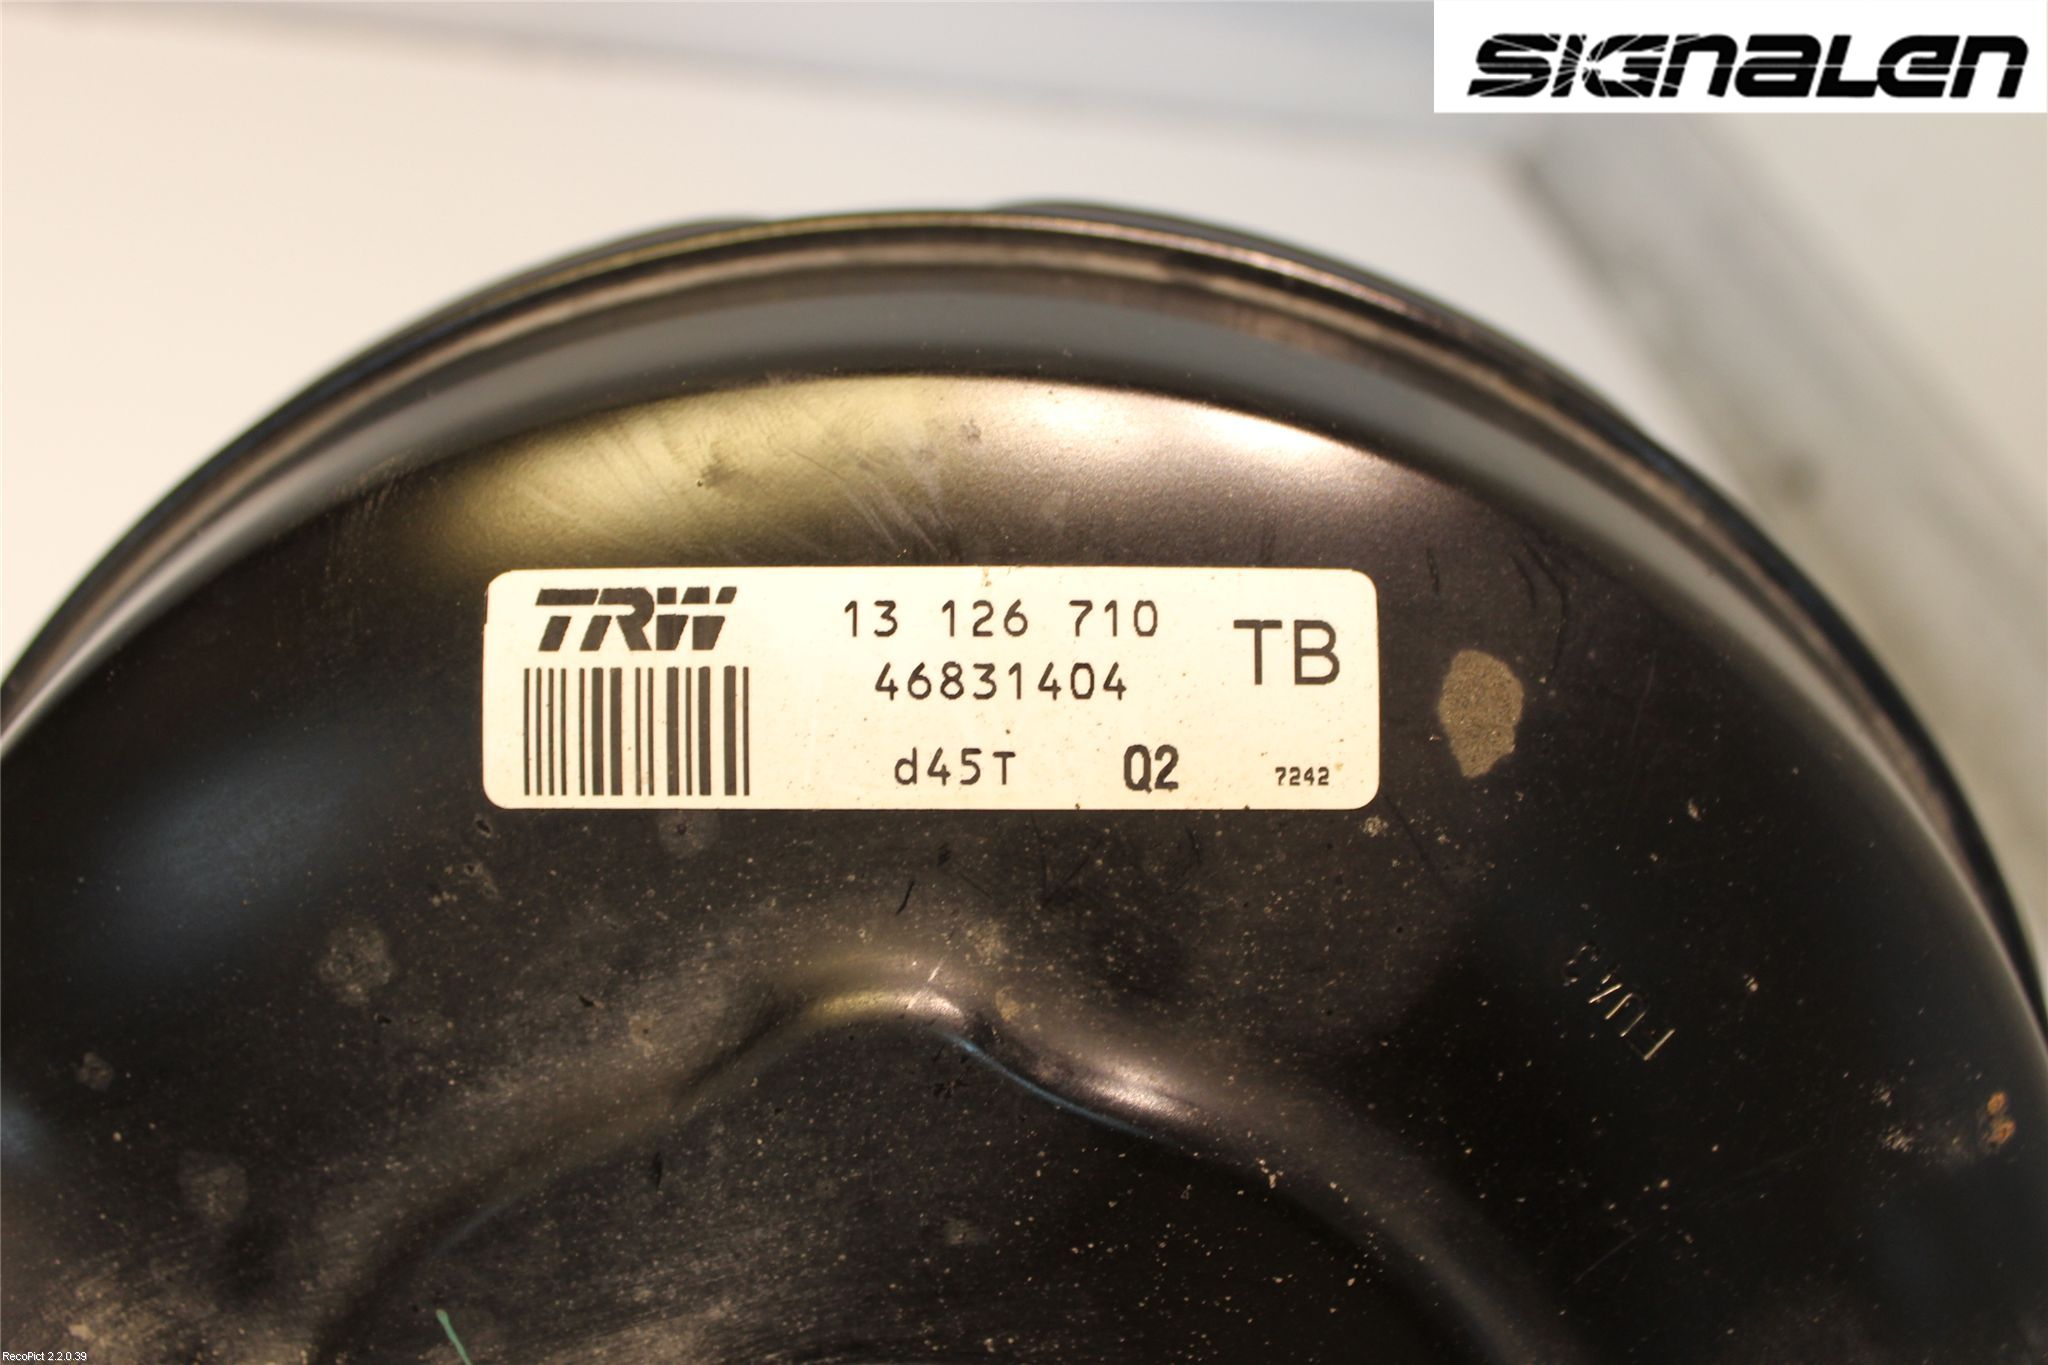 SIGNALEN
TRW
13 126 710
46831404
TB
d45T Q2 7242
RecoPict 2.2.0.39